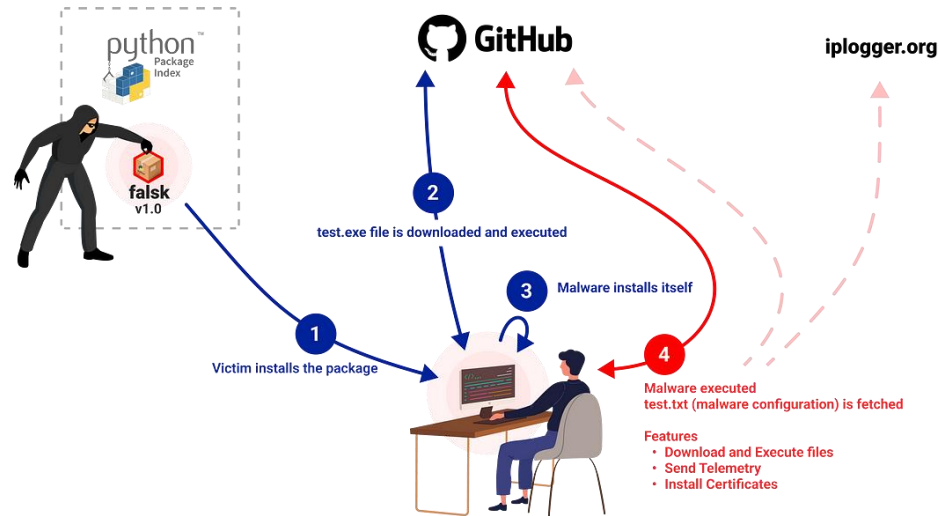 python™
Package
Index
GitHub
iplogger.org
falsk
v1.0
2
test.exe file is downloaded and executed
3
Malware installs itself
1
Victim installs the package
4
Malware executed
test.txt (malware configuration) is fetched
Features
• Download and Execute files
• Send Telemetry
• Install Certificates